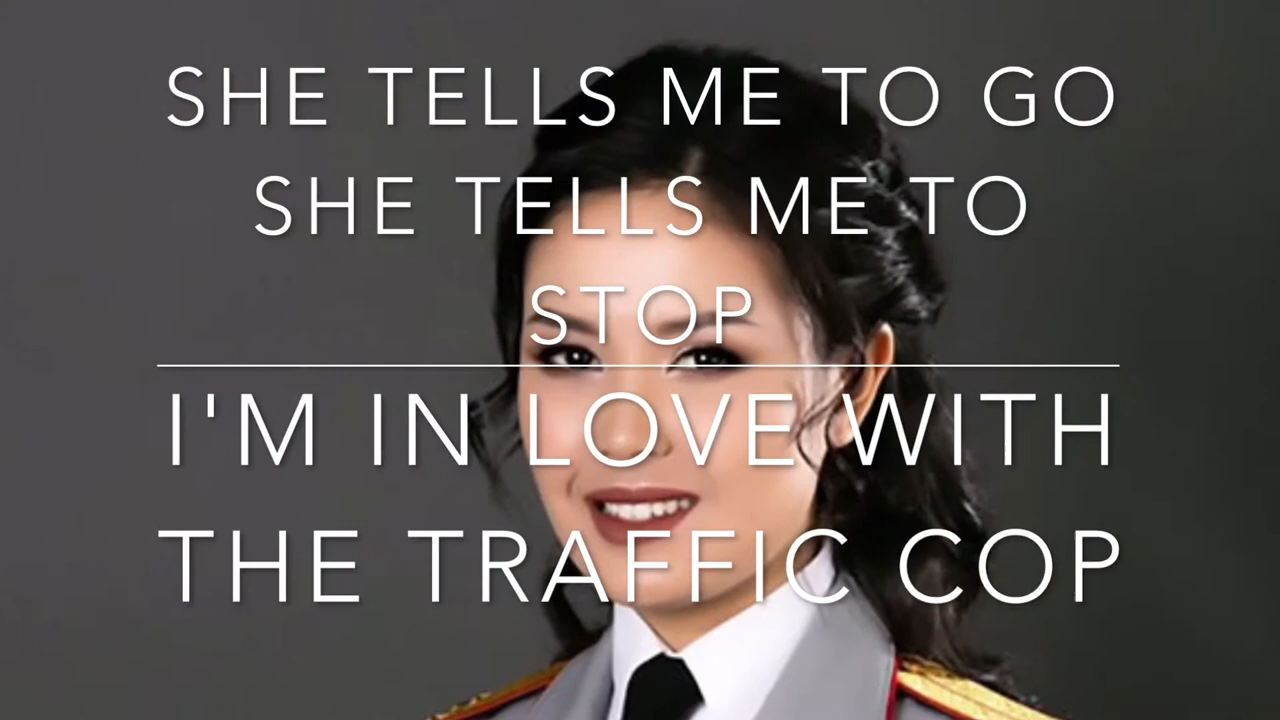 SHE TELLS ME TO GO
SHE TELLS ME TO
STOP
I'M IN LOVE WITH
THE TRAFFIC COP